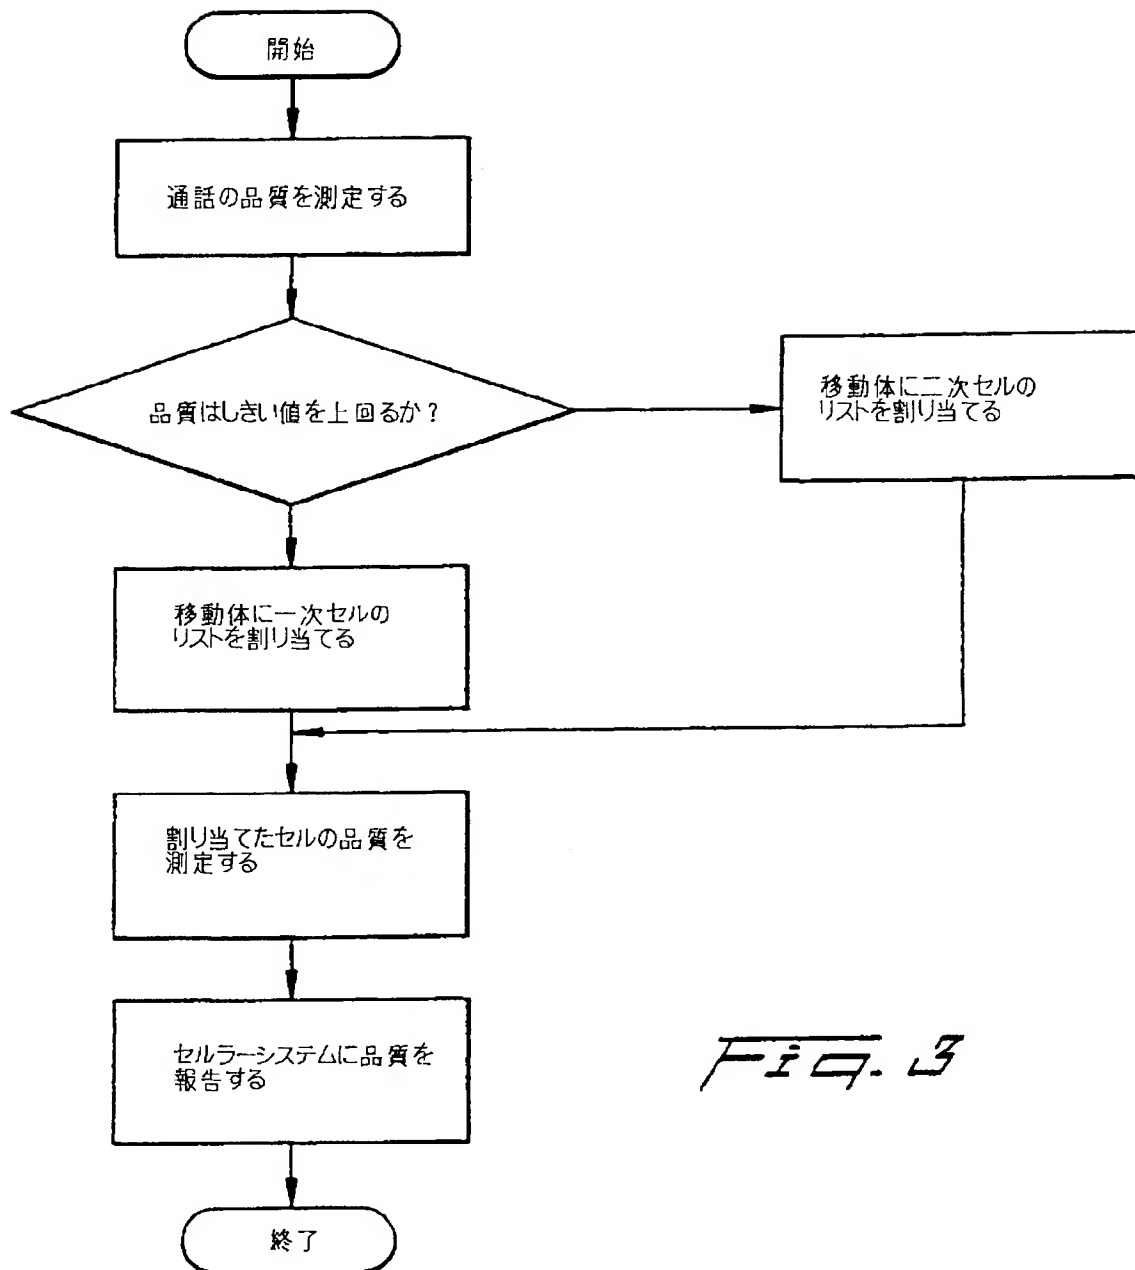 開始
通話の品質を測定する
品質はしきい値を上回るか？
移動体に二次セルの
リストを割り当てる
移動体に一次セルの
リストを割り当てる
割り当てたセルの品質を
測定する
セルラーシステムに品質を
報告する
終了
Fig. 3